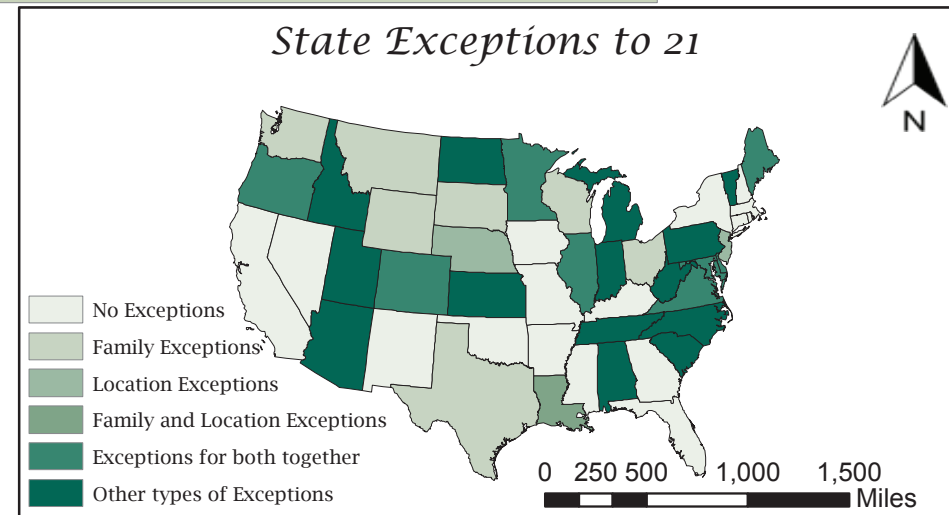 State Exceptions to 21
N
No Exceptions
Family Exceptions
Location Exceptions
Family and Location Exceptions
Exceptions for both together
Other types of Exceptions
0 250 500 1,000 1,500
Miles